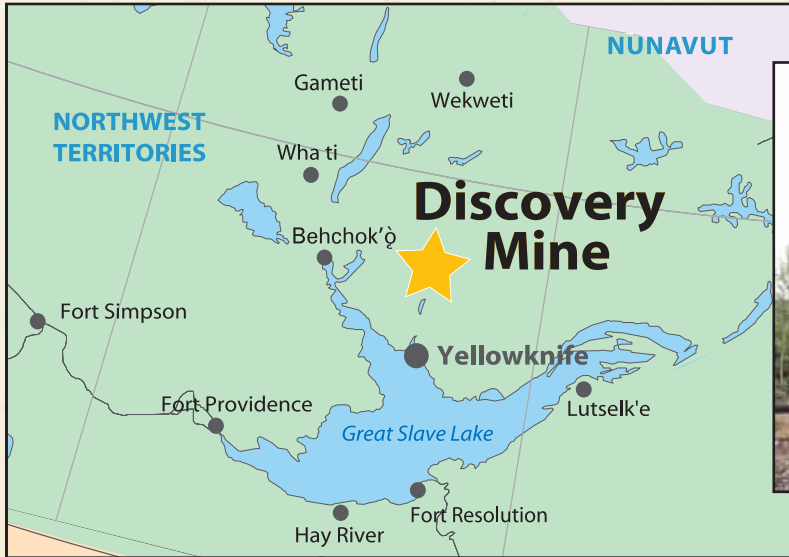 NUNAVUT
Gameti
Wekweti
NORTHWEST
TERRITORIES
Wha ti
Discovery
Mine
Behchok’ǫ̀
Fort Simpson
Yellowknife
Fort Providence
Lutselk'e
Great Slave Lake
Fort Resolution
Hay River